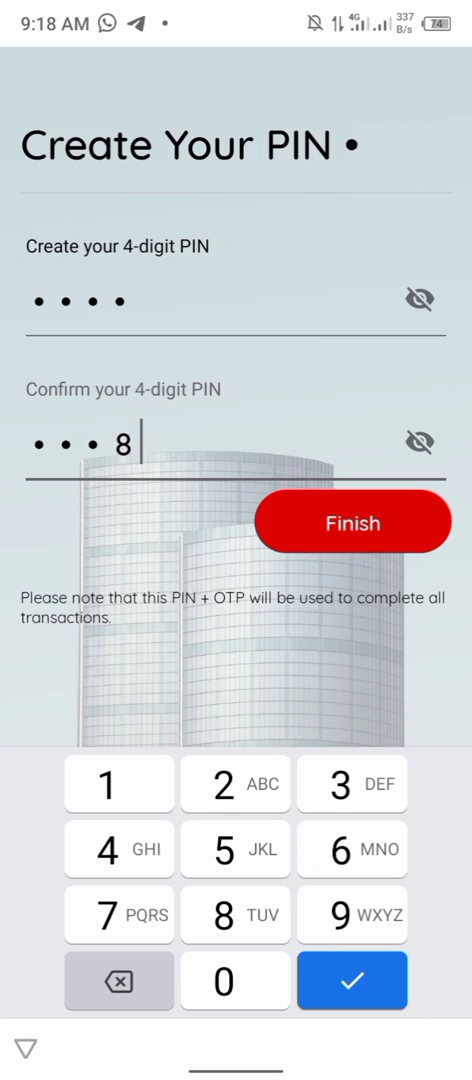 9:18 AM 4G 337 B/s 74
Create Your PIN •
Create your 4-digit PIN
• • • •
Confirm your 4-digit PIN
• • • 8
Finish
Please note that this PIN + OTP will be used to complete all
transactions.
1 2 ABC 3 DEF
4 GHI 5 JKL 6 MNO
7 PQRS 8 TUV 9 WXYZ
0